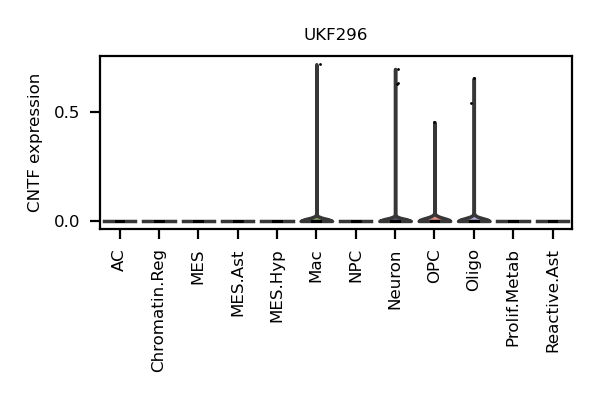 UKF296
CNTF expression
0.5
0.0
AC
Chromatin.Reg
MES
MES.Ast
MES.Hyp
Mac
NPC
Neuron
OPC
Oligo
Prolif.Metab
Reactive.Ast